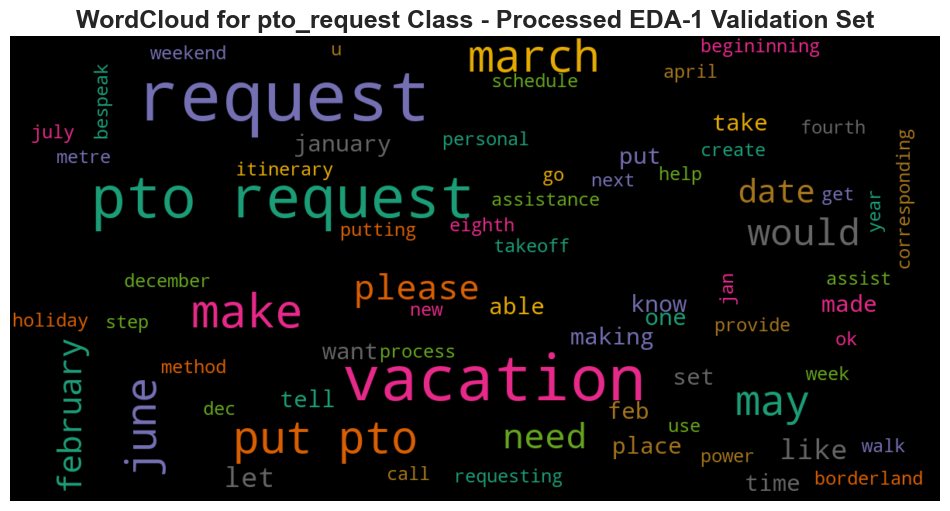 WordCloud for pto_request Class - Processed EDA-1 Validation Set
weekend
u
march
begininning
request
schedule
april
bespeak
july
metre
january
personal
take
fourth
create
put
itinerary
go
next
help
corresponding
pto request
assistance
date
get
year
putting
eighth
takeoff
would
december
please
assist
make
new
able
know
one
jan
made
holiday
step
provide
making
ok
want
process
method
vacation
set
week
february
june
dec
tell
feb
may
use
put pto
need
place
like
walk
power
let
call
requesting
time
borderland